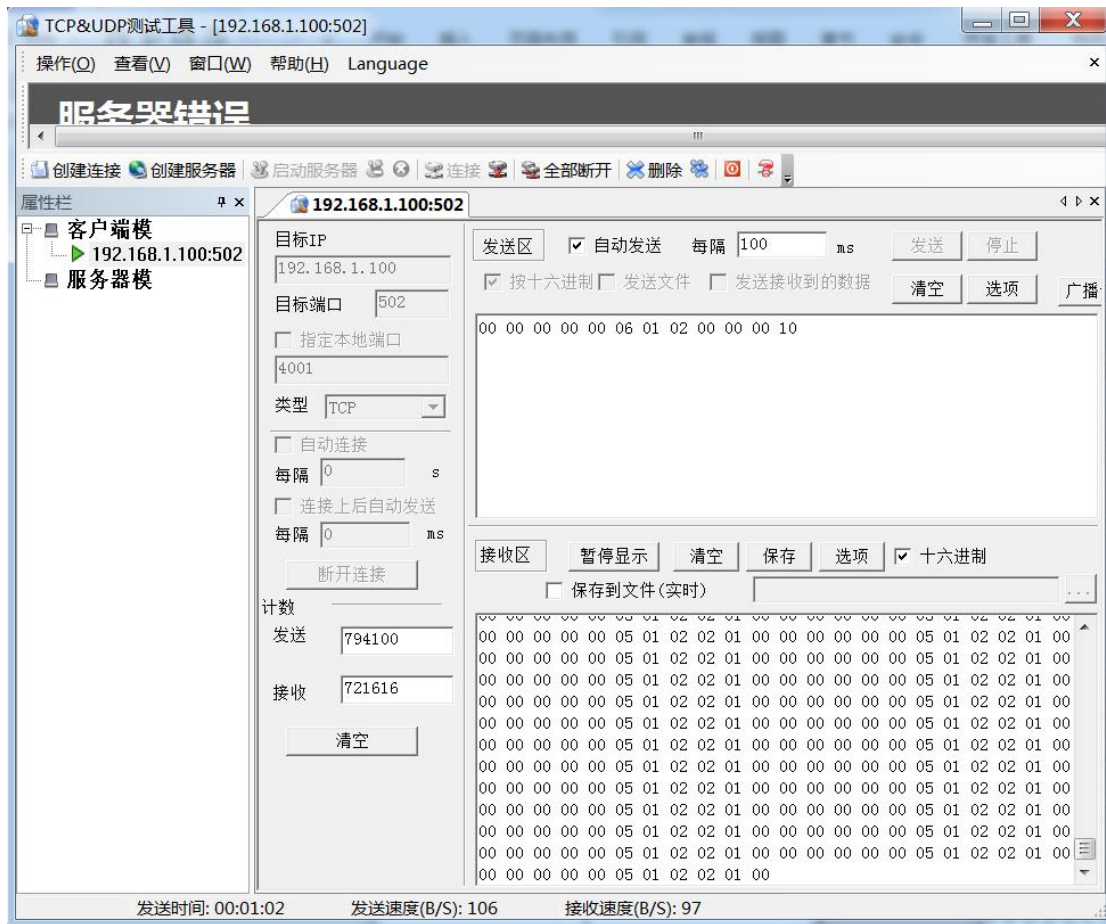 TCP&UDP测试工具 - [192.168.1.100:502]
操作(O) 查看(V) 窗口(W) 帮助(H) Language
服务器错误
创建连接 创建服务器 启动服务器 连接 全部断开 删除
属性栏
192.168.1.100:502
客户端模
192.168.1.100:502
服务器模
目标IP
192.168.1.100
目标端口 502
指定本地端口
4001
类型 TCP
自动连接
每隔 0 s
连接上后自动发送
每隔 0 ms
断开连接
计数
发送 794100
接收 721616
清空
发送区 自动发送 每隔 100 ms 发送 停止
按十六进制 发送文件 发送接收到的数据 清空 选项 广播
00 00 00 00 00 06 01 02 00 00 00 10
接收区 暂停显示 清空 保存 选项 十六进制
保存到文件(实时) ...
00 00 00 00 00 05 01 02 02 01 00 00 00 00 00 00 05 01 02 02 01 00
00 00 00 00 00 05 01 02 02 01 00 00 00 00 00 00 05 01 02 02 01 00
00 00 00 00 00 05 01 02 02 01 00 00 00 00 00 00 05 01 02 02 01 00
00 00 00 00 00 05 01 02 02 01 00 00 00 00 00 00 05 01 02 02 01 00
00 00 00 00 00 05 01 02 02 01 00 00 00 00 00 00 05 01 02 02 01 00
00 00 00 00 00 05 01 02 02 01 00 00 00 00 00 00 05 01 02 02 01 00
00 00 00 00 00 05 01 02 02 01 00 00 00 00 00 00 05 01 02 02 01 00
00 00 00 00 00 05 01 02 02 01 00 00 00 00 00 00 05 01 02 02 01 00
00 00 00 00 00 05 01 02 02 01 00 00 00 00 00 00 05 01 02 02 01 00
00 00 00 00 00 05 01 02 02 01 00 00 00 00 00 00 05 01 02 02 01 00
00 00 00 00 00 05 01 02 02 01 00 00 00 00 00 00 05 01 02 02 01 00
00 00 00 00 00 05 01 02 02 01 00
发送时间: 00:01:02 发送速度(B/S): 106 接收速度(B/S): 97